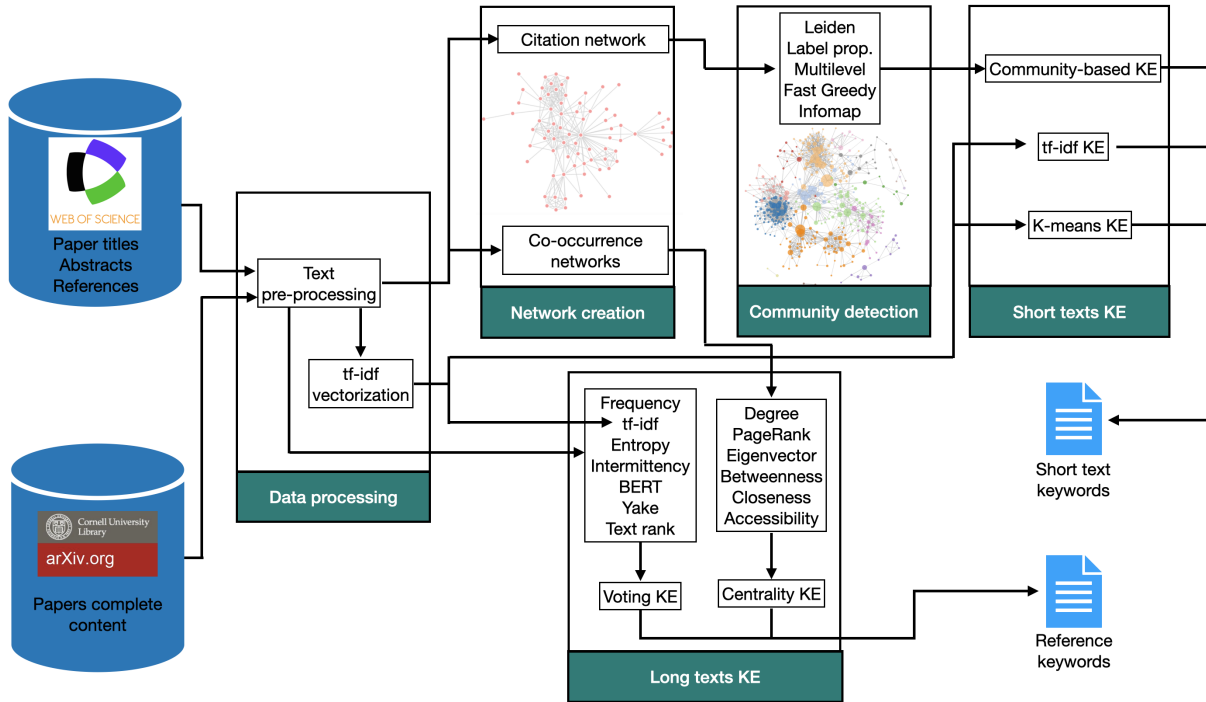 WEB OF SCIENCE
Paper titles
Abstracts
References
Cornell University
Library
arXiv.org
Papers complete
content
Text
pre-processing
tf-idf
vectorization
Data processing
Citation network
Co-occurrence
networks
Network creation
Leiden
Label prop.
Multilevel
Fast Greedy
Infomap
Community detection
Community-based KE
tf-idf KE
K-means KE
Short texts KE
Frequency
tf-idf
Entropy
Intermittency
BERT
Yake
Text rank
Voting KE
Degree
PageRank
Eigenvector
Betweenness
Closeness
Accessibility
Centrality KE
Long texts KE
Short text
keywords
Reference
keywords